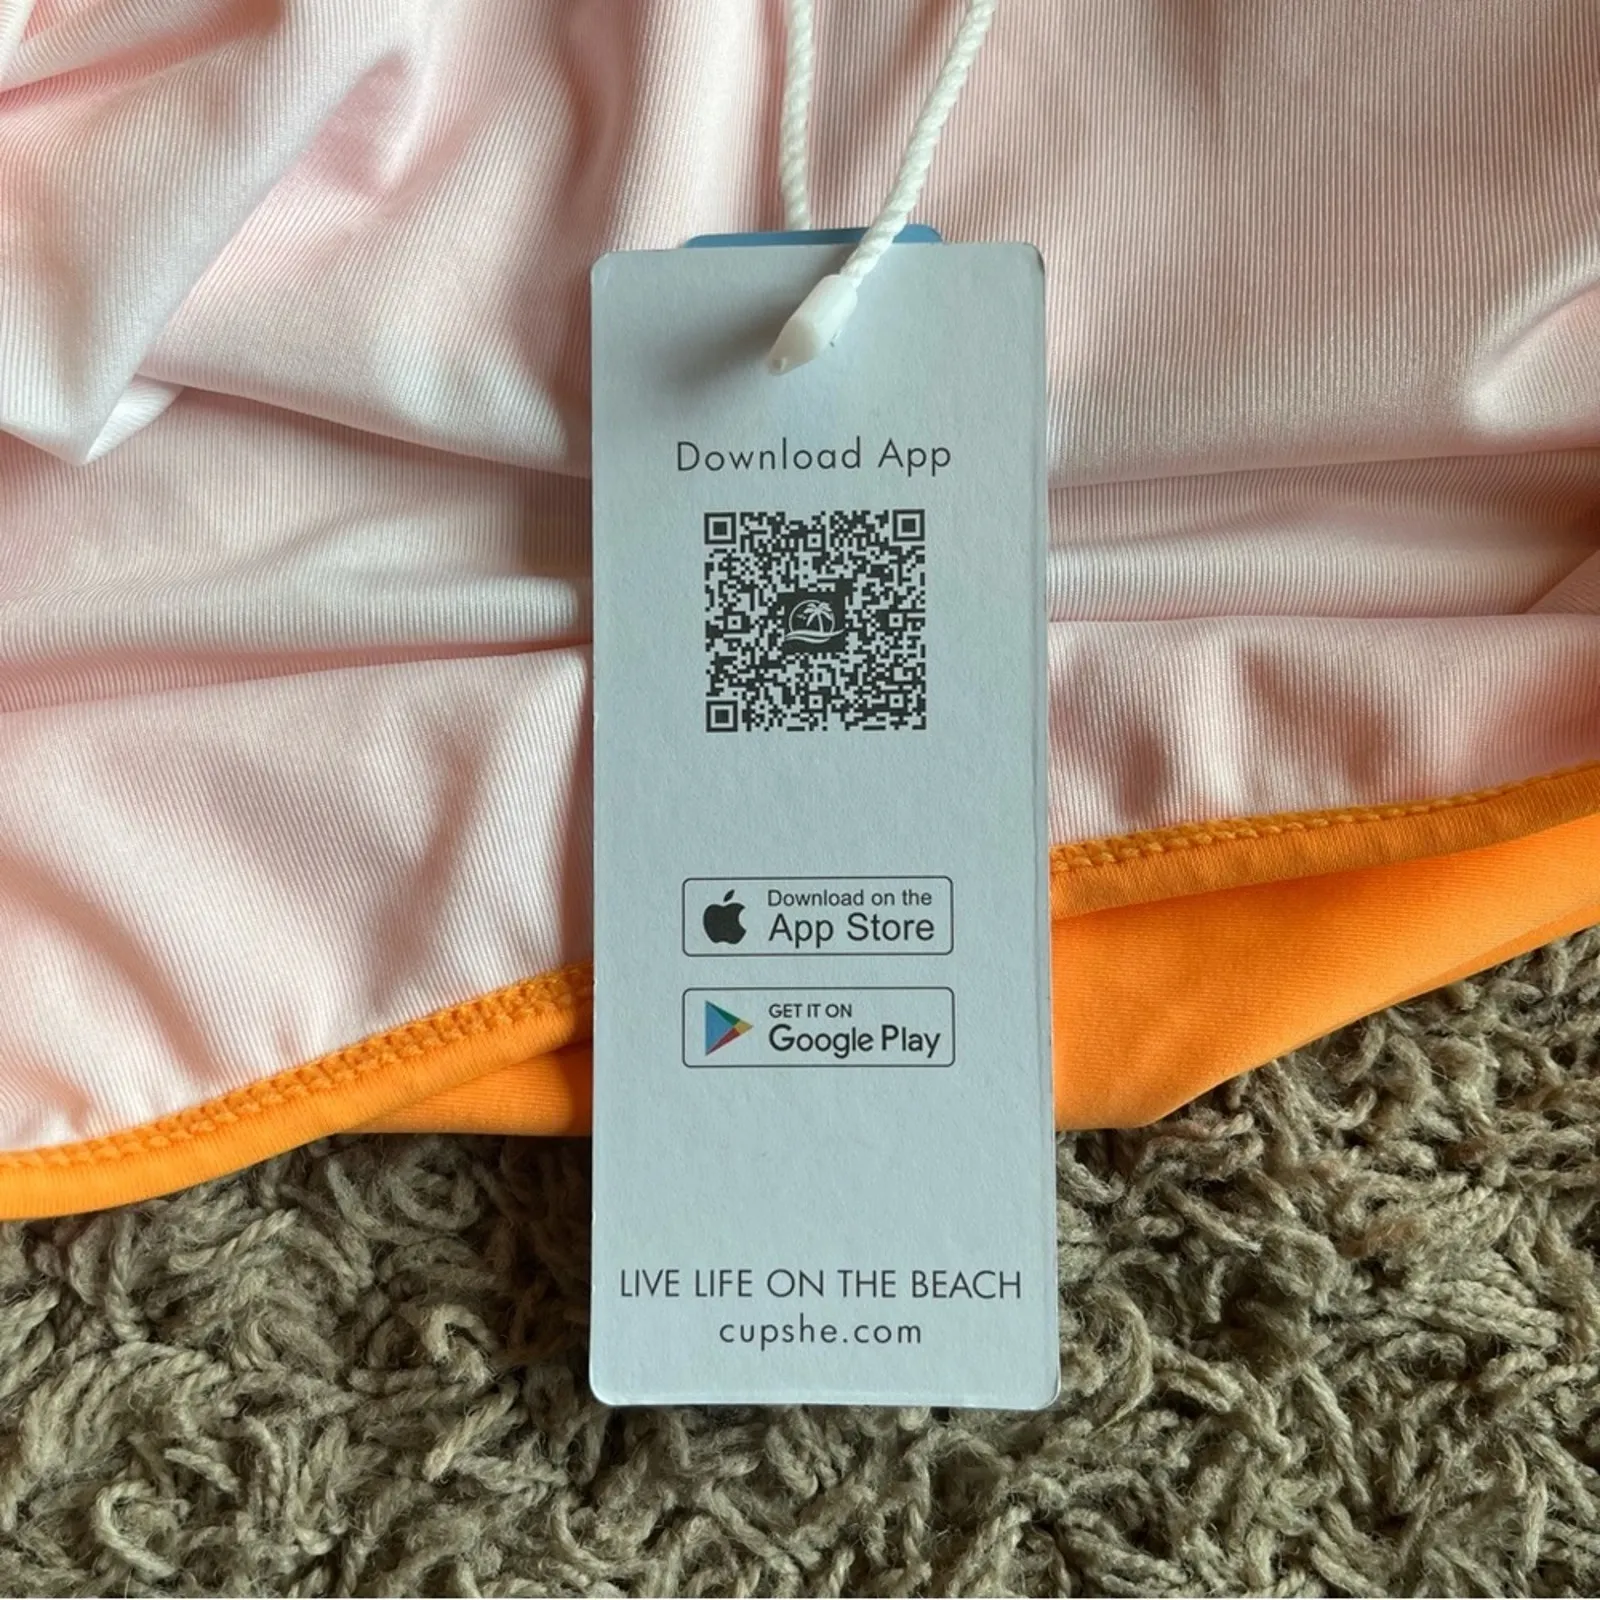 Download App
Download on the
App Store
GET IT ON
Google Play
LIVE LIFE ON THE BEACH
cupshe.com